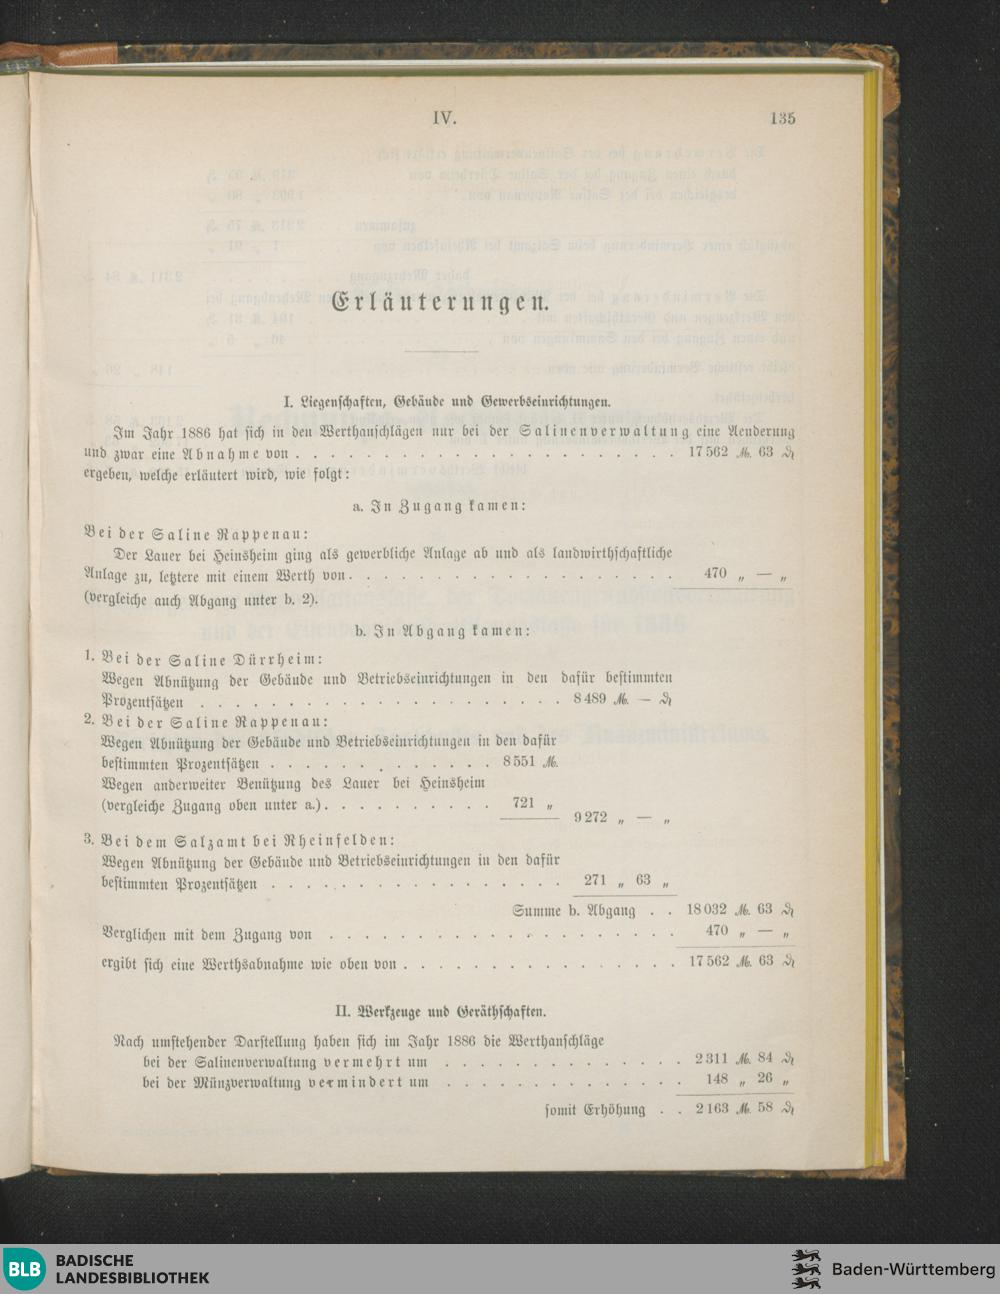 IV.
135
Erläuterungen.
I. Liegenschaften, Gebäude und Gewerbseinrichtungen.
Im Jahr 1886 hat sich in den Werthanschlägen nur bei der Salinenverwaltung eine Aenderung
und zwar eine Abnahme von . . . . . . . . . . . . . . . . . . . . 17 562 ℳ. 63 ₰
ergeben, welche erläutert wird, wie folgt:
a. In Zugang kamen:
Bei der Saline Rappenau:
Der Lauer bei Heinsheim ging als gewerbliche Anlage ab und als landwirthschaftliche
Anlage zu, letztere mit einem Werth von . . . . . . . . . . . . . . . . . 470 „ — „
(vergleiche auch Abgang unter b. 2).
b. In Abgang kamen:
1. Bei der Saline Dürrheim:
Wegen Abnützung der Gebäude und Betriebseinrichtungen in den dafür bestimmten
Prozentsätzen . . . . . . . . . . . . . . . . . . . 8 489 ℳ. — ₰
2. Bei der Saline Rappenau:
Wegen Abnützung der Gebäude und Betriebseinrichtungen in den dafür
bestimmten Prozentsätzen . . . . . . . . . . . . 8 551 ℳ.
Wegen anderweiter Benützung des Lauer bei Heinsheim
(vergleiche Zugang oben unter a.) . . . . . . . . . 721 „
9 272 „ — „
3. Bei dem Salzamt bei Rheinfelden:
Wegen Abnützung der Gebäude und Betriebseinrichtungen in den dafür
bestimmten Prozentsätzen . . . . . . . . . . . . . . . 271 „ 63 „
Summe b. Abgang . . 18 032 ℳ. 63 ₰
Verglichen mit dem Zugang von . . . . . . . . . . . . . . . . . . 470 „ — „
ergibt sich eine Werthsabnahme wie oben von . . . . . . . . . . . . . . . 17 562 ℳ. 63 ₰
II. Werkzeuge und Geräthschaften.
Nach umstehender Darstellung haben sich im Jahr 1886 die Werthanschläge
bei der Salinenverwaltung vermehrt um . . . . . . . . . . . . . 2 311 ℳ. 84 ₰
bei der Münzverwaltung vermindert um . . . . . . . . . . . . . 148 „ 26 „
somit Erhöhung . . 2 163 ℳ. 58 ₰
BLB
BADISCHE
LANDESBIBLIOTHEK
Baden-Württemberg